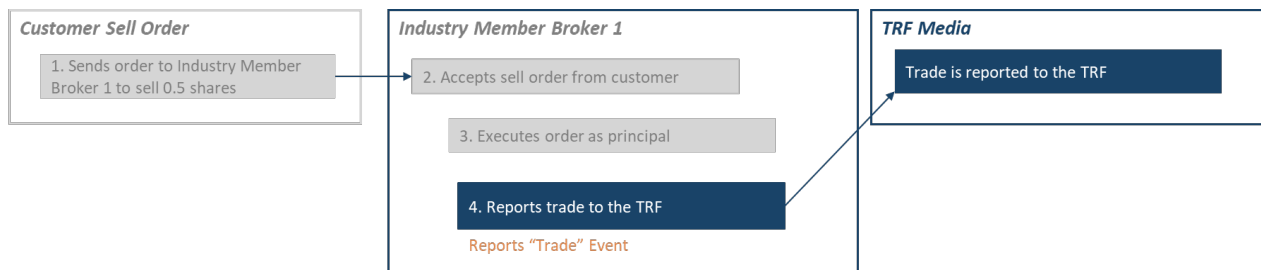 Customer Sell Order
1. Sends order to Industry Member
Broker 1 to sell 0.5 shares
Industry Member Broker 1
2. Accepts sell order from customer
3. Executes order as principal
4. Reports trade to the TRF
Reports “Trade” Event
TRF Media
Trade is reported to the TRF